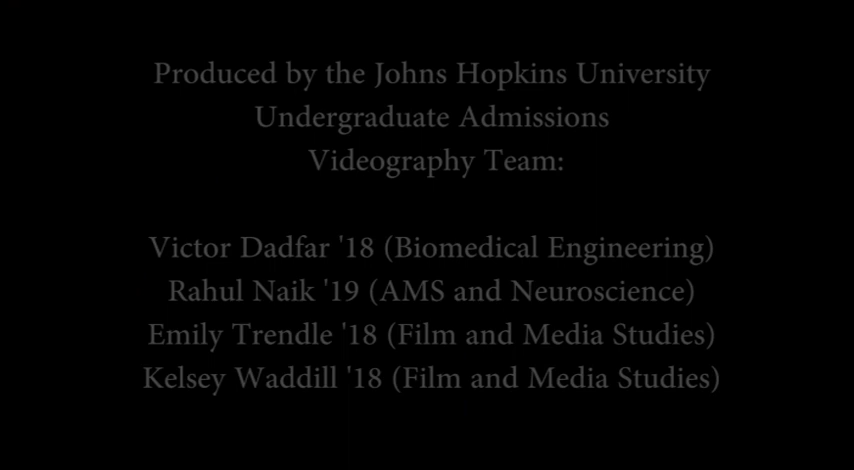 Produced by the Johns Hopkins University
Undergraduate Admissions
Videography Team:
Victor Dadfar '18 (Biomedical Engineering)
Rahul Naik '19 (AMS and Neuroscience)
Emily Trendle '18 (Film and Media Studies)
Kelsey Waddill '18 (Film and Media Studies)